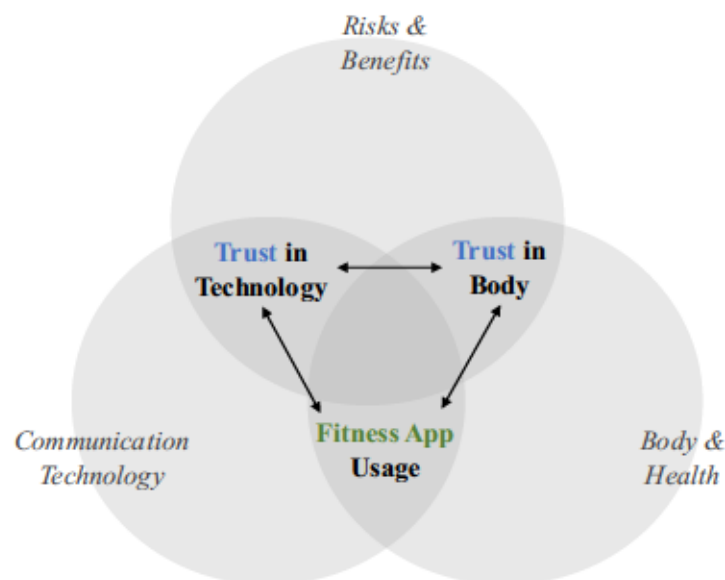 Risks &
Benefits
Trust in
Technology
Trust in
Body
Fitness App
Usage
Communication
Technology
Body &
Health